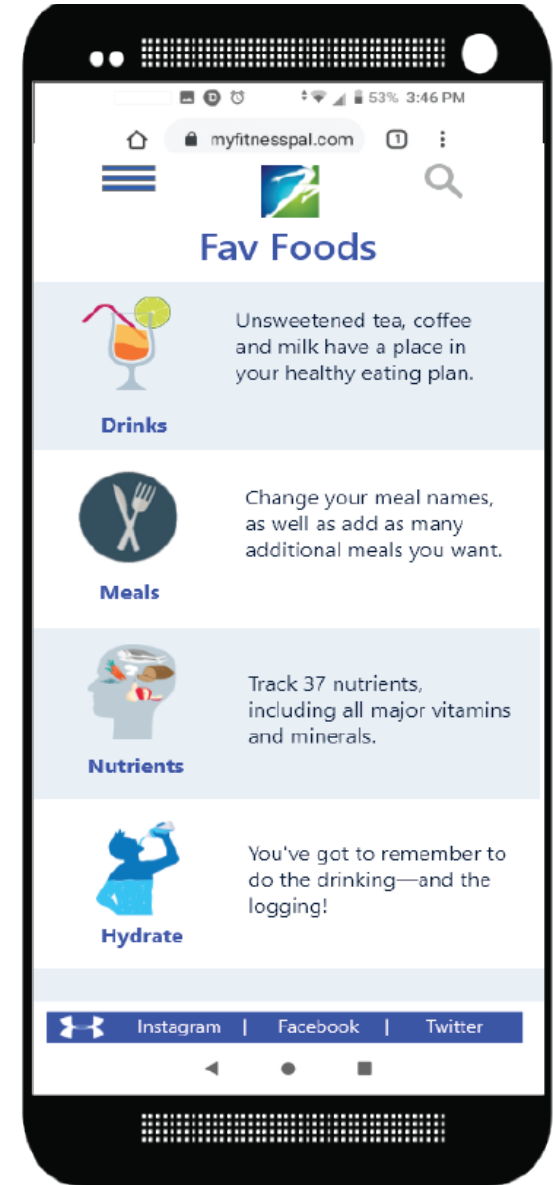 53% 3:46 PM
myfitnesspal.com 1
Fav Foods
Unsweetened tea, coffee
and milk have a place in
your healthy eating plan.
Drinks
Change your meal names,
as well as add as many
additional meals you want.
Meals
Track 37 nutrients,
including all major vitamins
and minerals.
Nutrients
You've got to remember to
do the drinking—and the
logging!
Hydrate
Instagram | Facebook | Twitter